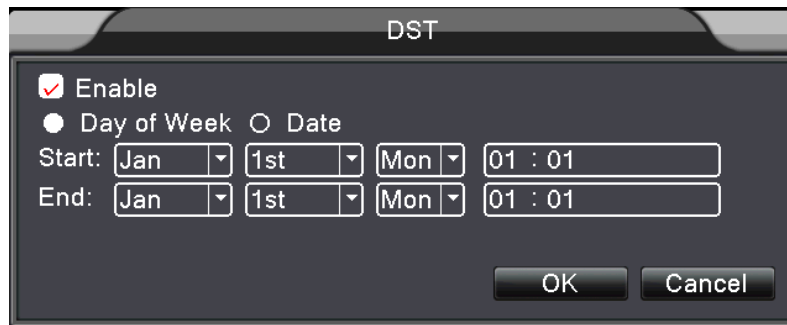 DST
Enable
Day of Week Date
Start: Jan 1st Mon 01 : 01
End: Jan 1st Mon 01 : 01
OK Cancel